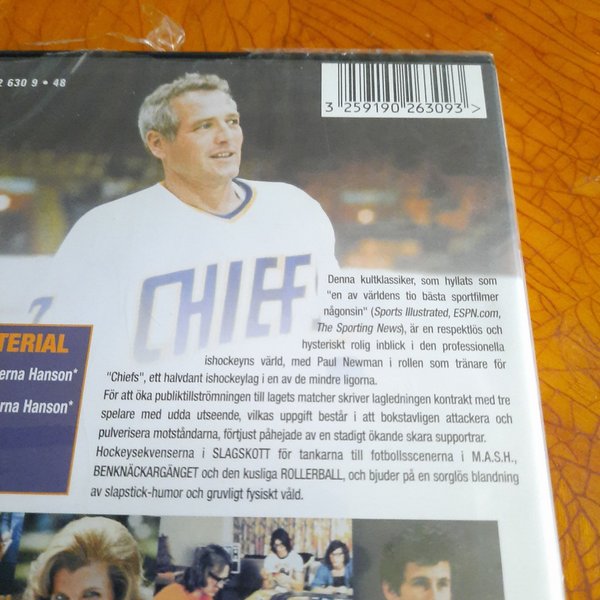 2 630 9 • 48
3 259190 263093 >
CHIEF
Denna kultklassiker, som hyllats som
"en av världens tio bästa sportfilmer
någonsin" (Sports Illustrated, ESPN.com,
The Sporting News), är en respektlös och
hysteriskt rolig inblick i den professionella
ishockeyns värld, med Paul Newman i rollen som tränare för
"Chiefs", ett halvdant ishockeylag i en av de mindre ligorna.
För att öka publiktillströmningen till lagets matcher skriver lagledningen kontrakt med tre
spelare med udda utseende, vilkas uppgift består i att bokstavligen attackera och
pulverisera motståndarna, förtjust påhejade av en stadigt ökande skara supportrar.
Hockeysekvenserna i SLAGSKOTT för tankarna till fotbollsscenerna i M.A.S.H.,
BENKNÄCKARGÄNGET och den kusliga ROLLERBALL, och bjuder på en sorglös blandning
av slapstick-humor och gruvligt fysiskt våld.
TERIAL
erna Hanson*
rna Hanson*